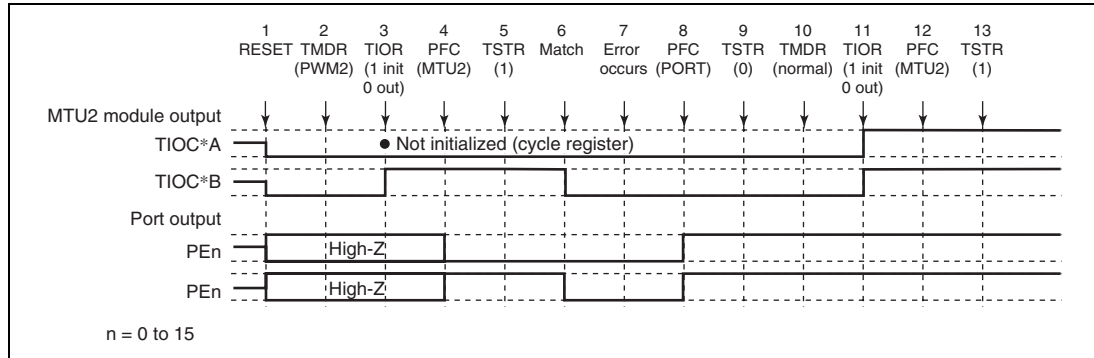 1 2 3 4 5 6 7 8 9 10 11 12 13
RESET TMDR TIOR PFC TSTR Match Error PFC TSTR TMDR TIOR PFC TSTR
(PWM2) (1 init (MTU2) (1) occurs (PORT) (0) (normal) (1 init (MTU2) (1)
0 out) 0 out)
MTU2 module output
TIOC*A
● Not initialized (cycle register)
TIOC*B
Port output
PEn
High-Z
PEn
High-Z
n = 0 to 15